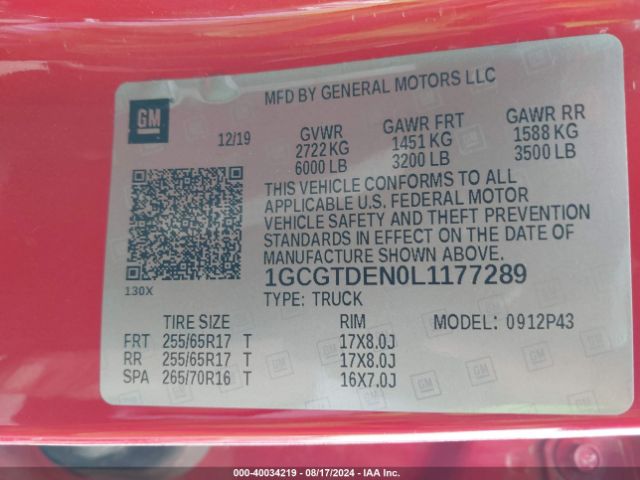 MFD BY GENERAL MOTORS LLC
GM
12/19 GVWR GAWR FRT GAWR RR
2722 KG 1451 KG 1588 KG
6000 LB 3200 LB 3500 LB
THIS VEHICLE CONFORMS TO ALL
APPLICABLE U.S. FEDERAL MOTOR
VEHICLE SAFETY AND THEFT PREVENTION
STANDARDS IN EFFECT ON THE DATE OF
MANUFACTURE SHOWN ABOVE.
130X
1GCGTDEN0L1177289
TYPE: TRUCK
TIRE SIZE RIM MODEL: 0912P43
FRT 255/65R17 T 17X8.0J
RR 255/65R17 T 17X8.0J
SPA 265/70R16 T 16X7.0J
©2000-40034219 - 08/17/2024 - IAA Inc.